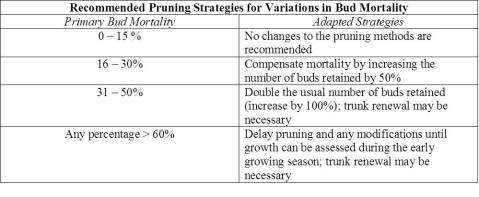 Recommended Pruning Strategies for Variations in Bud Mortality
Primary Bud Mortality Adapted Strategies
0 – 15 % No changes to the pruning methods are
recommended
16 – 30% Compensate mortality by increasing the
number of buds retained by 50%
31 – 50% Double the usual number of buds retained
(increase by 100%); trunk renewal may be
necessary
Any percentage > 60% Delay pruning and any modifications until
growth can be assessed during the early
growing season; trunk renewal may be
necessary